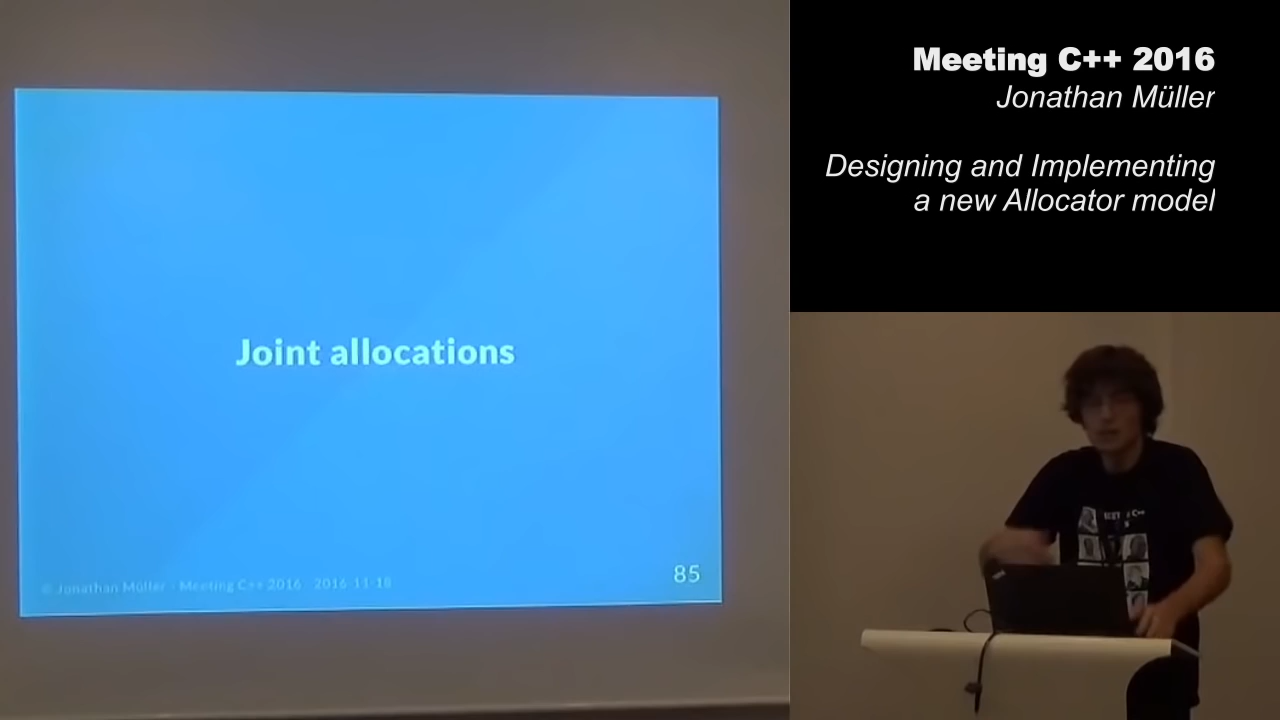 Joint allocations
© Jonathan Müller - Meeting C++ 2016 2016-11-18
85
Meeting C++ 2016
Jonathan Müller
Designing and Implementing
a new Allocator model